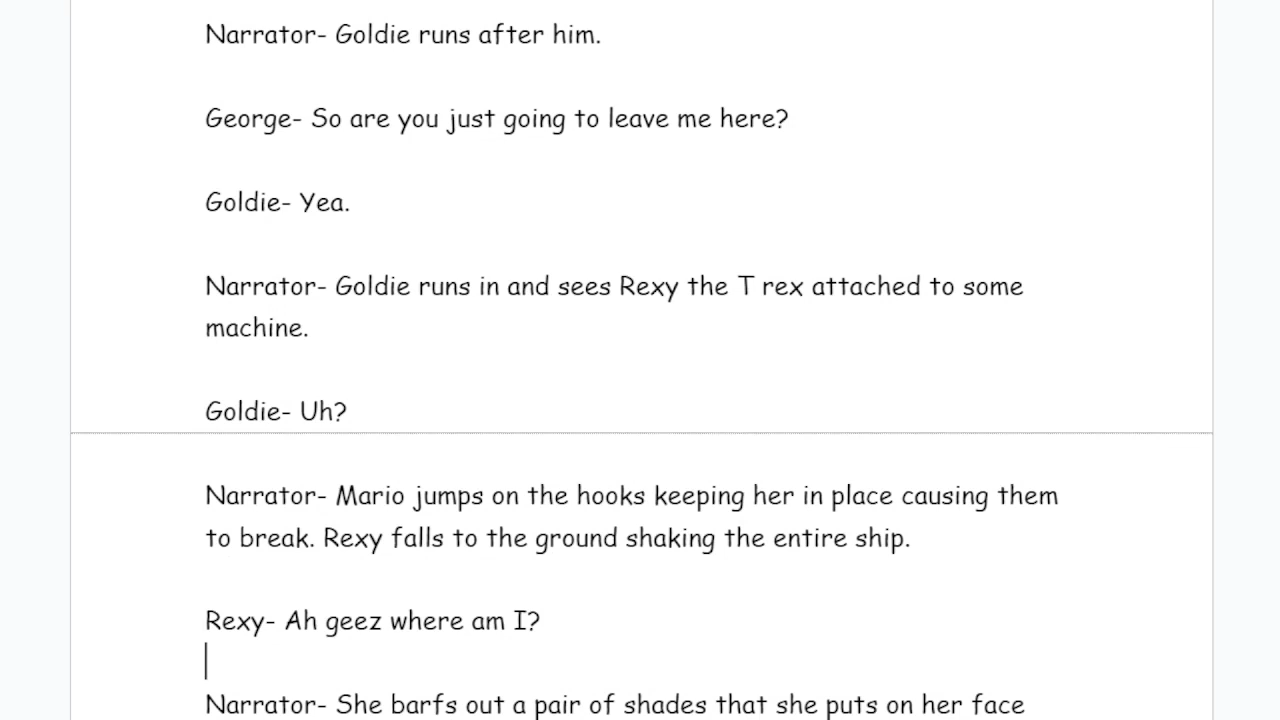 Narrator- Goldie runs after him.
George- So are you just going to leave me here?
Goldie- Yea.
Narrator- Goldie runs in and sees Rexy the T rex attached to some
machine.
Goldie- Uh?
Narrator- Mario jumps on the hooks keeping her in place causing them
to break. Rexy falls to the ground shaking the entire ship.
Rexy- Ah geez where am I?
Narrator- She barfs out a pair of shades that she puts on her face